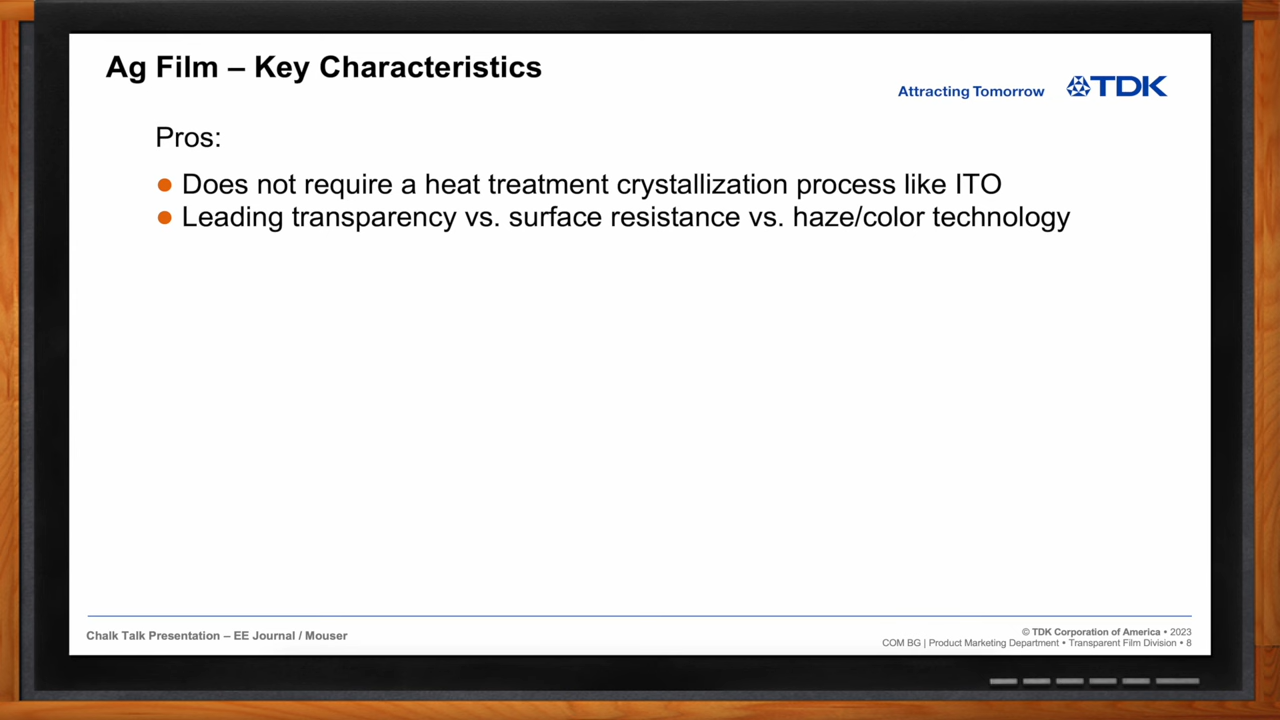 Ag Film – Key Characteristics
Attracting Tomorrow TDK
Pros:
● Does not require a heat treatment crystallization process like ITO
● Leading transparency vs. surface resistance vs. haze/color technology
Chalk Talk Presentation – EE Journal / Mouser
© TDK Corporation of America • 2023
COM BG | Product Marketing Department • Transparent Film Division • 8